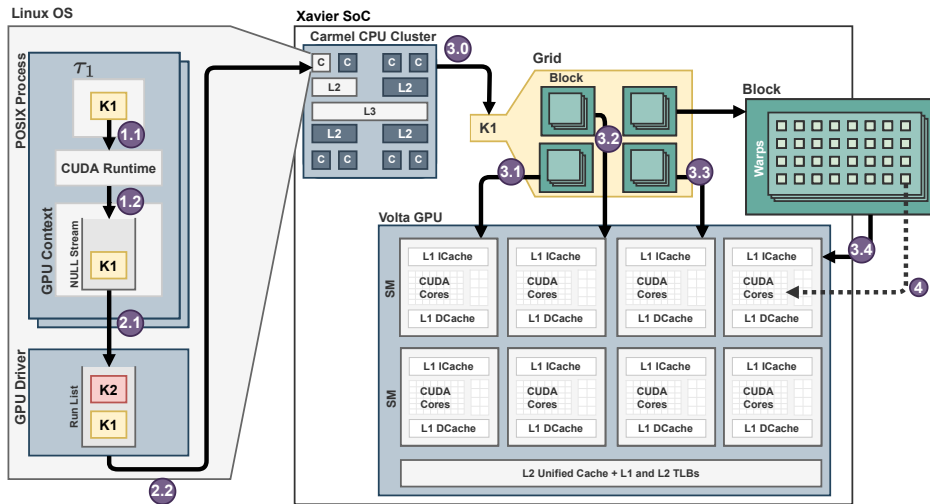 Linux OS
POSIX Process
τ1
K1
1.1
CUDA Runtime
1.2
GPU Context
NULL Stream
K1
2.1
GPU Driver
Run List
K2
K1
2.2
Xavier SoC
Carmel CPU Cluster
C C C C
L2 L2
L3
L2 L2
C C C C
3.0
K1
Grid
Block
3.1
3.2
3.3
Block
Warps
3.4
4
Volta GPU
SM
L1 ICache
CUDA
Cores
L1 DCache
L1 ICache
CUDA
Cores
L1 DCache
L1 ICache
CUDA
Cores
L1 DCache
L1 ICache
CUDA
Cores
L1 DCache
SM
L1 ICache
CUDA
Cores
L1 DCache
L1 ICache
CUDA
Cores
L1 DCache
L1 ICache
CUDA
Cores
L1 DCache
L1 ICache
CUDA
Cores
L1 DCache
L2 Unified Cache + L1 and L2 TLBs